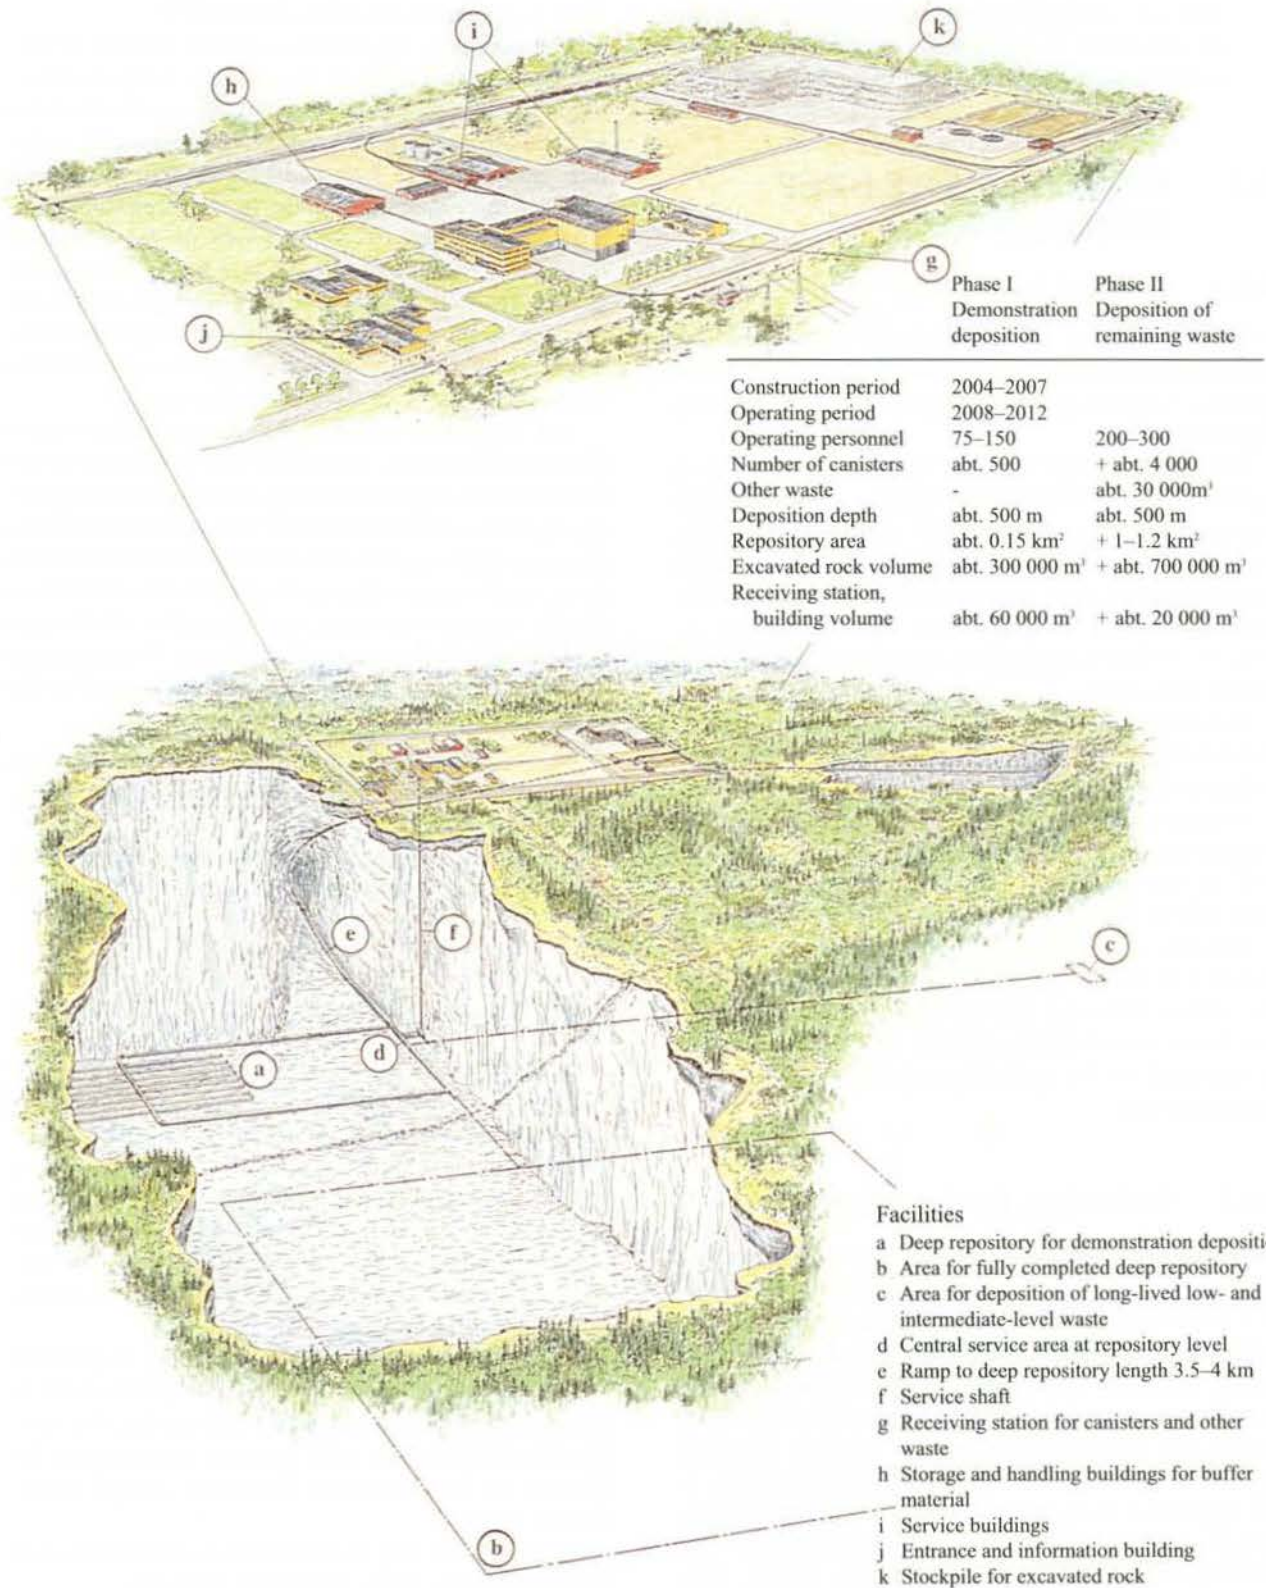 i
k
h
g
j
Phase I Phase II
Demonstration Deposition of
deposition remaining waste
Construction period 2004–2007
Operating period 2008–2012
Operating personnel 75–150 200–300
Number of canisters abt. 500 + abt. 4 000
Other waste - abt. 30 000m³
Deposition depth abt. 500 m abt. 500 m
Repository area abt. 0.15 km² + 1–1.2 km²
Excavated rock volume abt. 300 000 m³ + abt. 700 000 m³
Receiving station,
building volume abt. 60 000 m³ + abt. 20 000 m³
e
f
c
d
a
b
Facilities
a Deep repository for demonstration depositi
b Area for fully completed deep repository
c Area for deposition of long-lived low- and
intermediate-level waste
d Central service area at repository level
e Ramp to deep repository length 3.5–4 km
f Service shaft
g Receiving station for canisters and other
waste
h Storage and handling buildings for buffer
material
i Service buildings
j Entrance and information building
k Stockpile for excavated rock